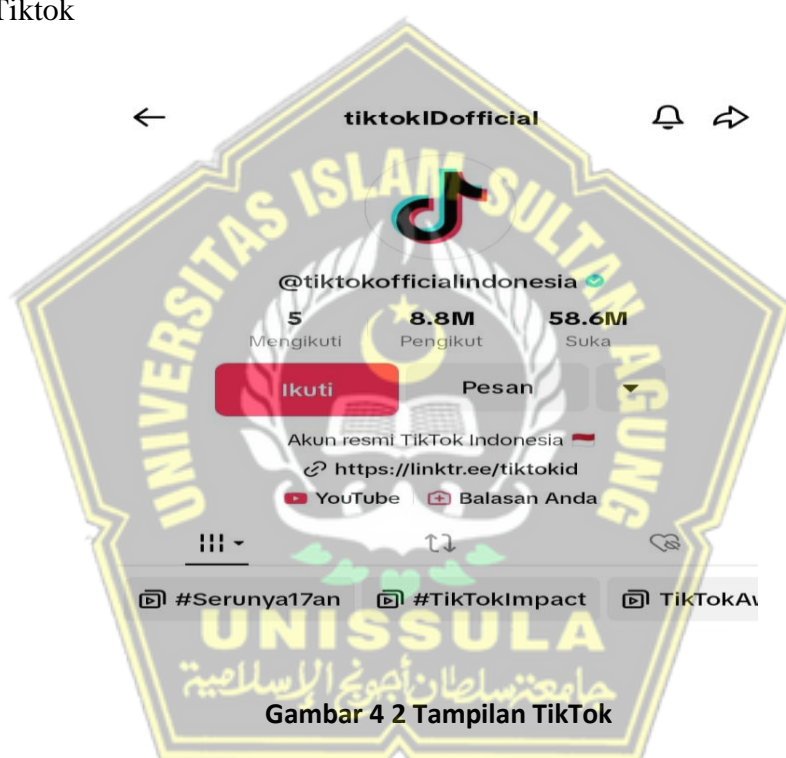 Tiktok
tiktokIDofficial
@tiktokofficialindonesia
5 8.8M 58.6M
Mengikuti Pengikut Suka
Ikuti Pesan
Akun resmi TikTok Indonesia
https://linktr.ee/tiktokid
YouTube Balasan Anda
#Serunya17an #TikTokImpact TikTokAw
UNIVERSITAS ISLAM SULTAN AGUNG
UNISSULA
جامعتنسلطان أجونج الإسلامية
Gambar 4 2 Tampilan TikTok